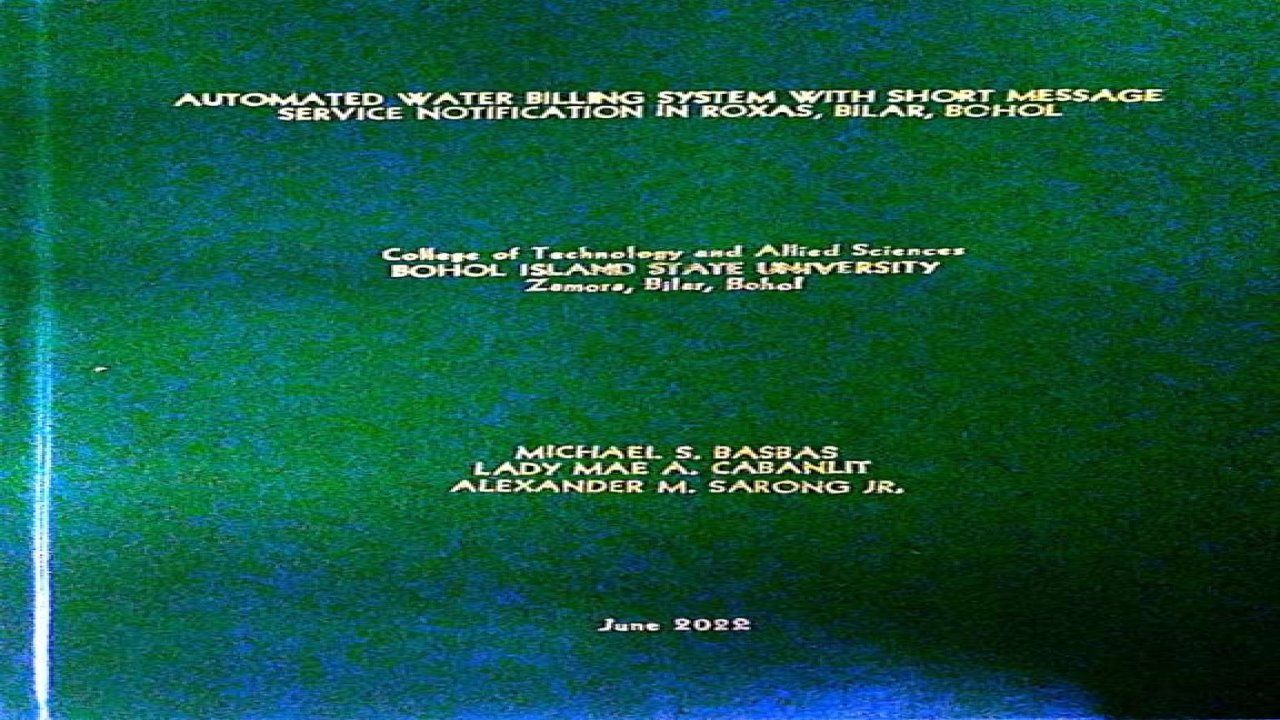 AUTOMATED WATER BILLING SYSTEM WITH SHORT MESSAGE
SERVICE NOTIFICATION IN ROXAS, BILAR, BOHOL
College of Technology and Allied Sciences
BOHOL ISLAND STATE UNIVERSITY
Zamora, Bilar, Bohol
MICHAEL S. BASBAS
LADY MAE A. CABANLIT
ALEXANDER M. SARONG JR.
June 2022